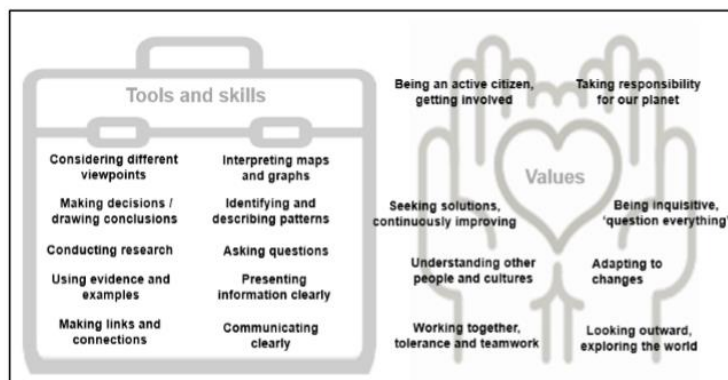 Tools and skills
Considering different
viewpoints
Interpreting maps
and graphs
Making decisions /
drawing conclusions
Identifying and
describing patterns
Conducting research
Asking questions
Using evidence and
examples
Presenting
information clearly
Making links and
connections
Communicating
clearly
Being an active citizen,
getting involved
Taking responsibility
for our planet
Values
Seeking solutions,
continuously improving
Being inquisitive,
'question everything'
Understanding other
people and cultures
Adapting to
changes
Working together,
tolerance and teamwork
Looking outward,
exploring the world